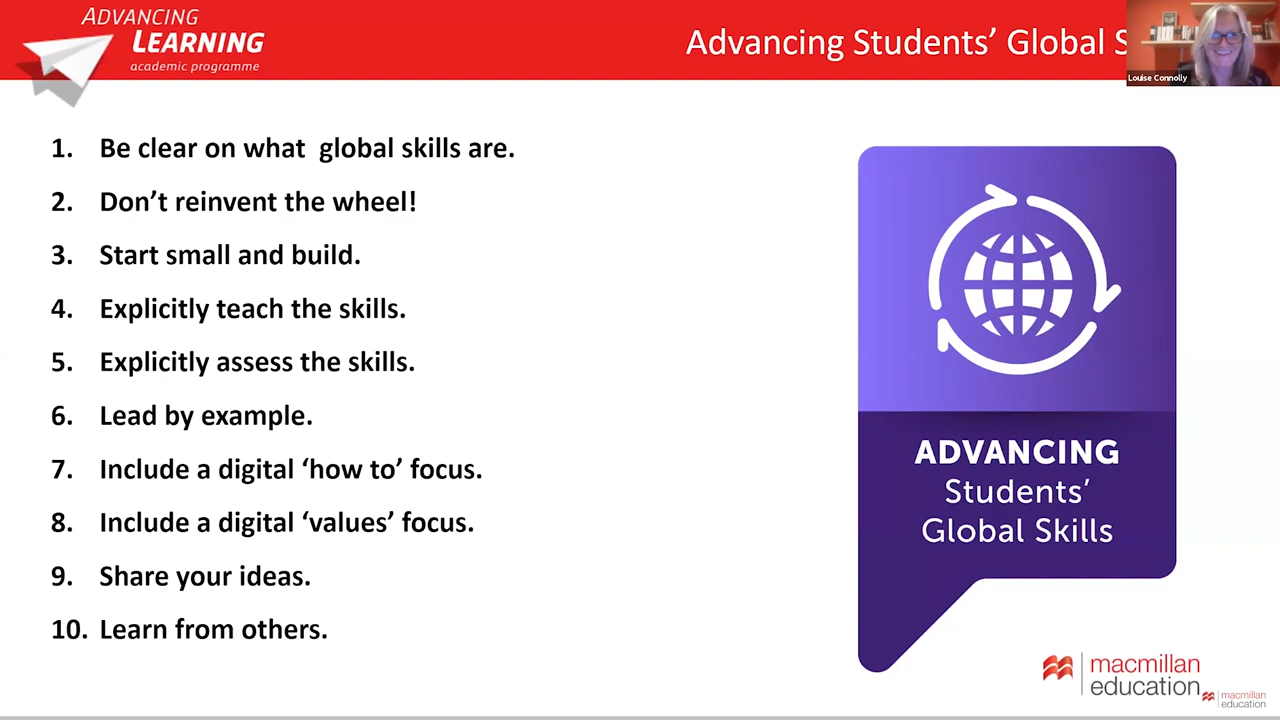 ADVANCING
LEARNING
academic programme
Advancing Students’ Global S
Louise Connolly
1. Be clear on what global skills are.
2. Don’t reinvent the wheel!
3. Start small and build.
4. Explicitly teach the skills.
5. Explicitly assess the skills.
6. Lead by example.
7. Include a digital ‘how to’ focus.
8. Include a digital ‘values’ focus.
9. Share your ideas.
10. Learn from others.
ADVANCING
Students’
Global Skills
macmillan
education
macmillan
education